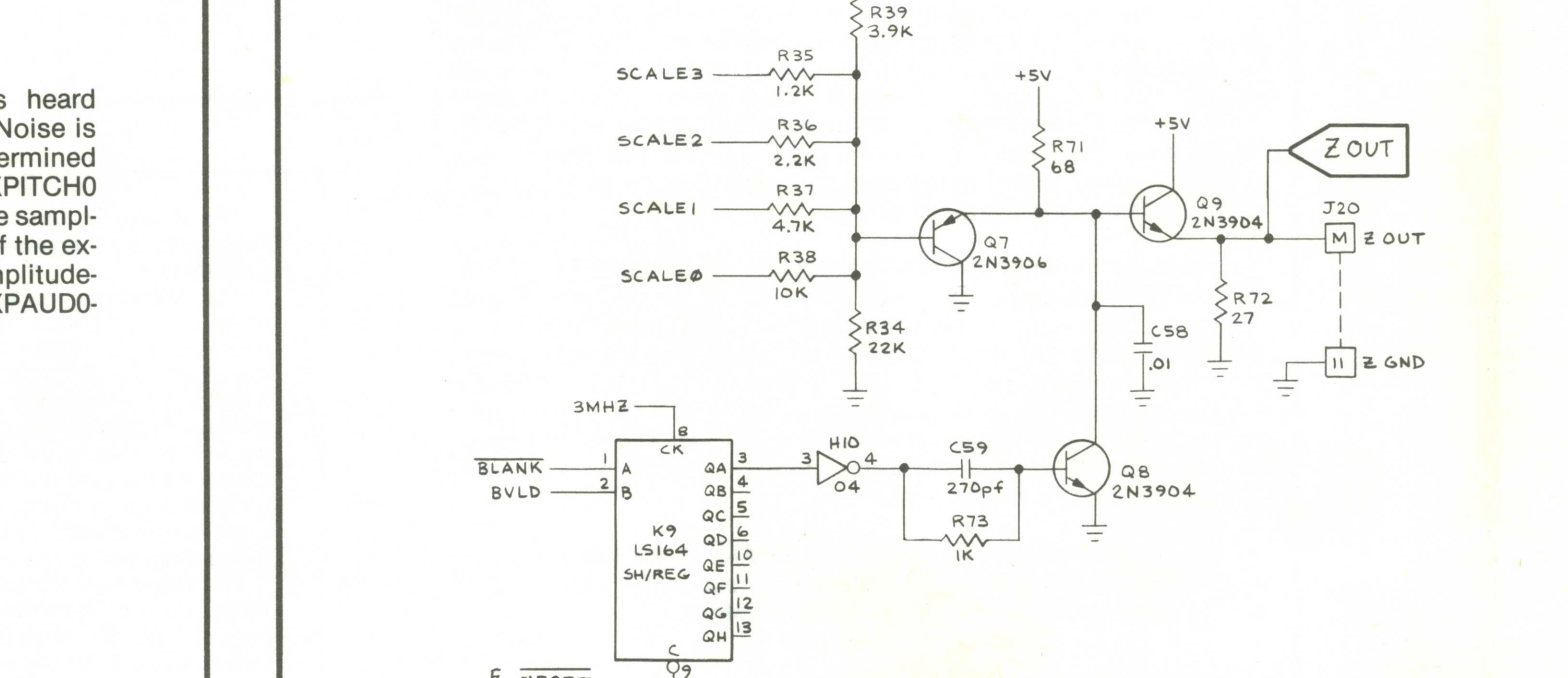 s heard
Noise is
ermined
(PITCH0
e sampl-
f the ex-
nplitude-
(PAUD0-
R39
3.9K
SCALE3
R35
1.2K
SCALE2
R36
2.2K
SCALE1
R37
4.7K
SCALE0
R38
10K
R34
22K
Q7
2N3906
+5V
R71
68
+5V
Q9
2N3904
Z OUT
J20
M
Z OUT
R72
27
C58
.01
11
Z GND
3MHZ
8
CK
BLANK
1
A
BVLD
2
B
QA 3
QB 4
QC 5
QD 6
QE 10
QF 11
QG 12
QH 13
K9
LS164
SH/REG
C
9
3
H10
4
04
C59
270pf
R73
1K
Q8
2N3904